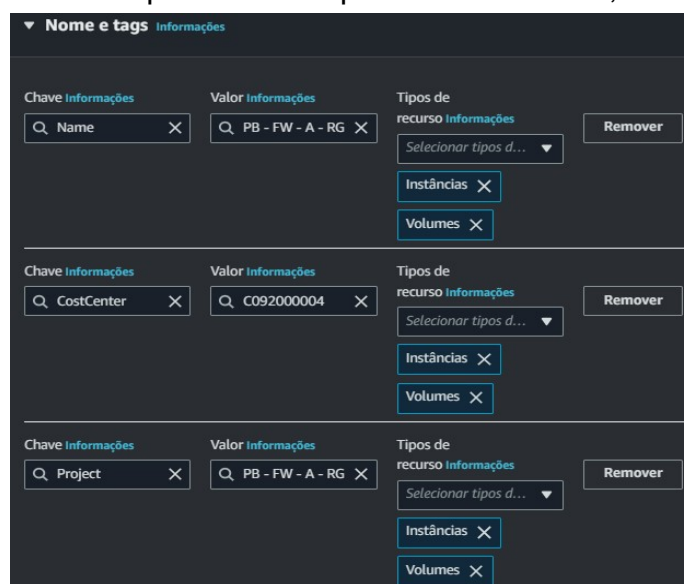 ▼ Nome e tags Informações
Chave Informações Valor Informações Tipos de recurso Informações
Name PB - FW - A - RG Remover
Selecionar tipos d...
Instâncias
Volumes
Chave Informações Valor Informações Tipos de recurso Informações
CostCenter C092000004 Remover
Selecionar tipos d...
Instâncias
Volumes
Chave Informações Valor Informações Tipos de recurso Informações
Project PB - FW - A - RG Remover
Selecionar tipos d...
Instâncias
Volumes